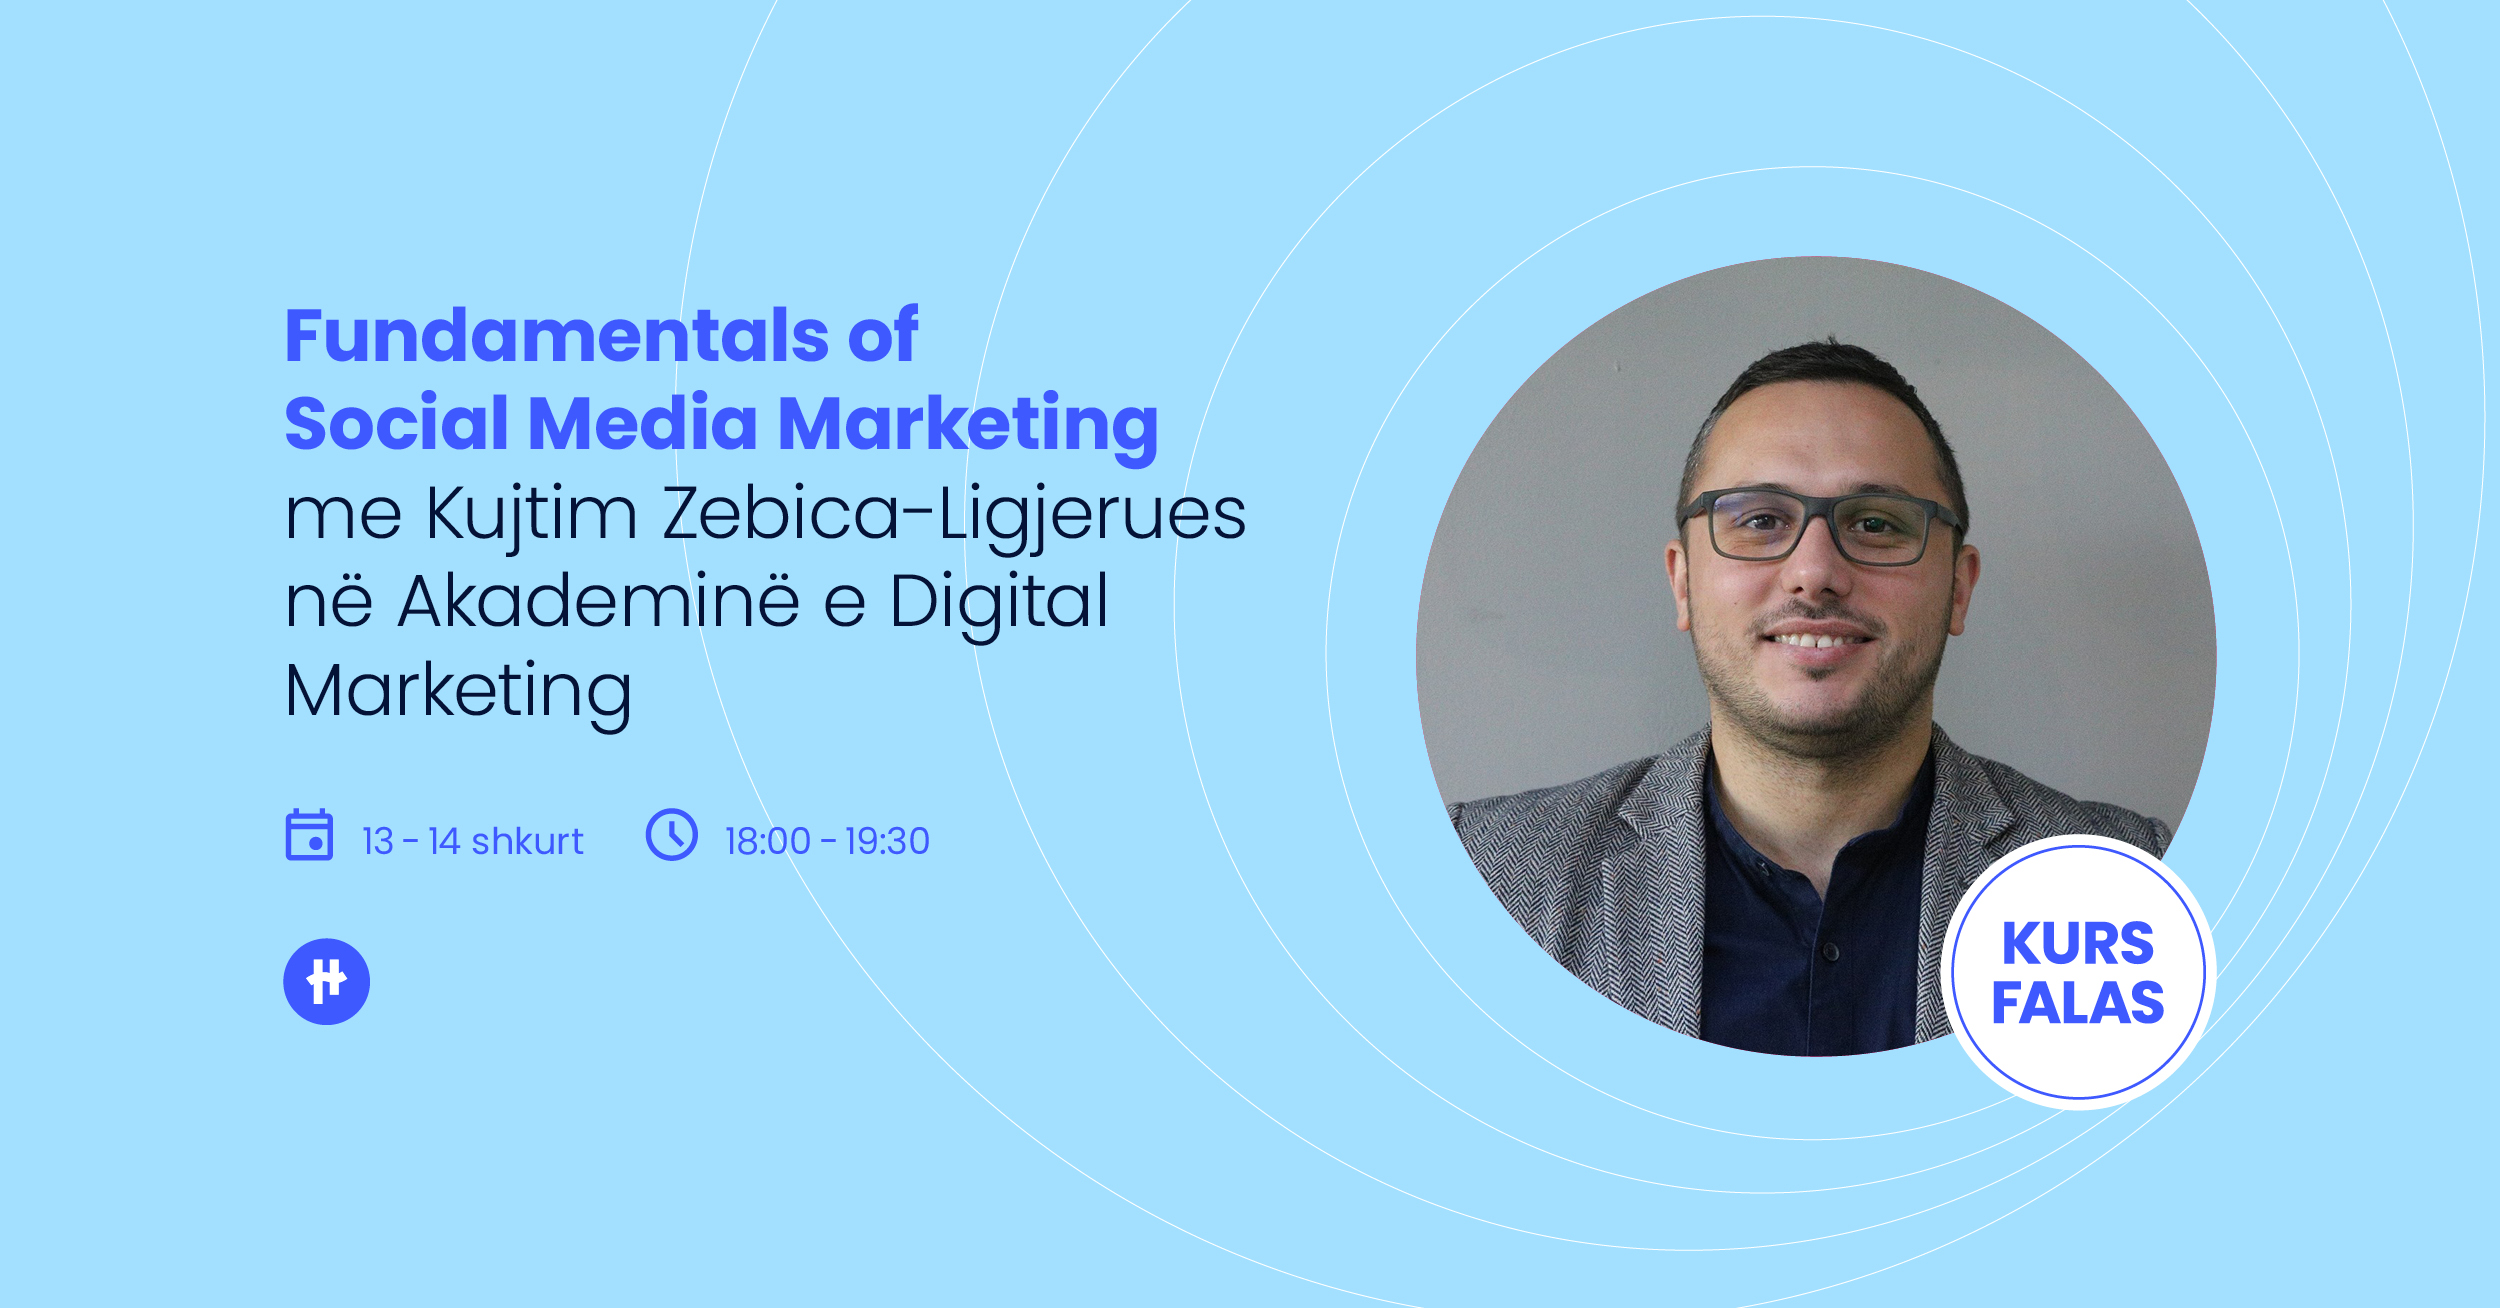 Fundamentals of
Social Media Marketing
me Kujtim Zebica-Ligjerues
në Akademinë e Digital
Marketing
13 - 14 shkurt
18:00 - 19:30
KURS
FALAS